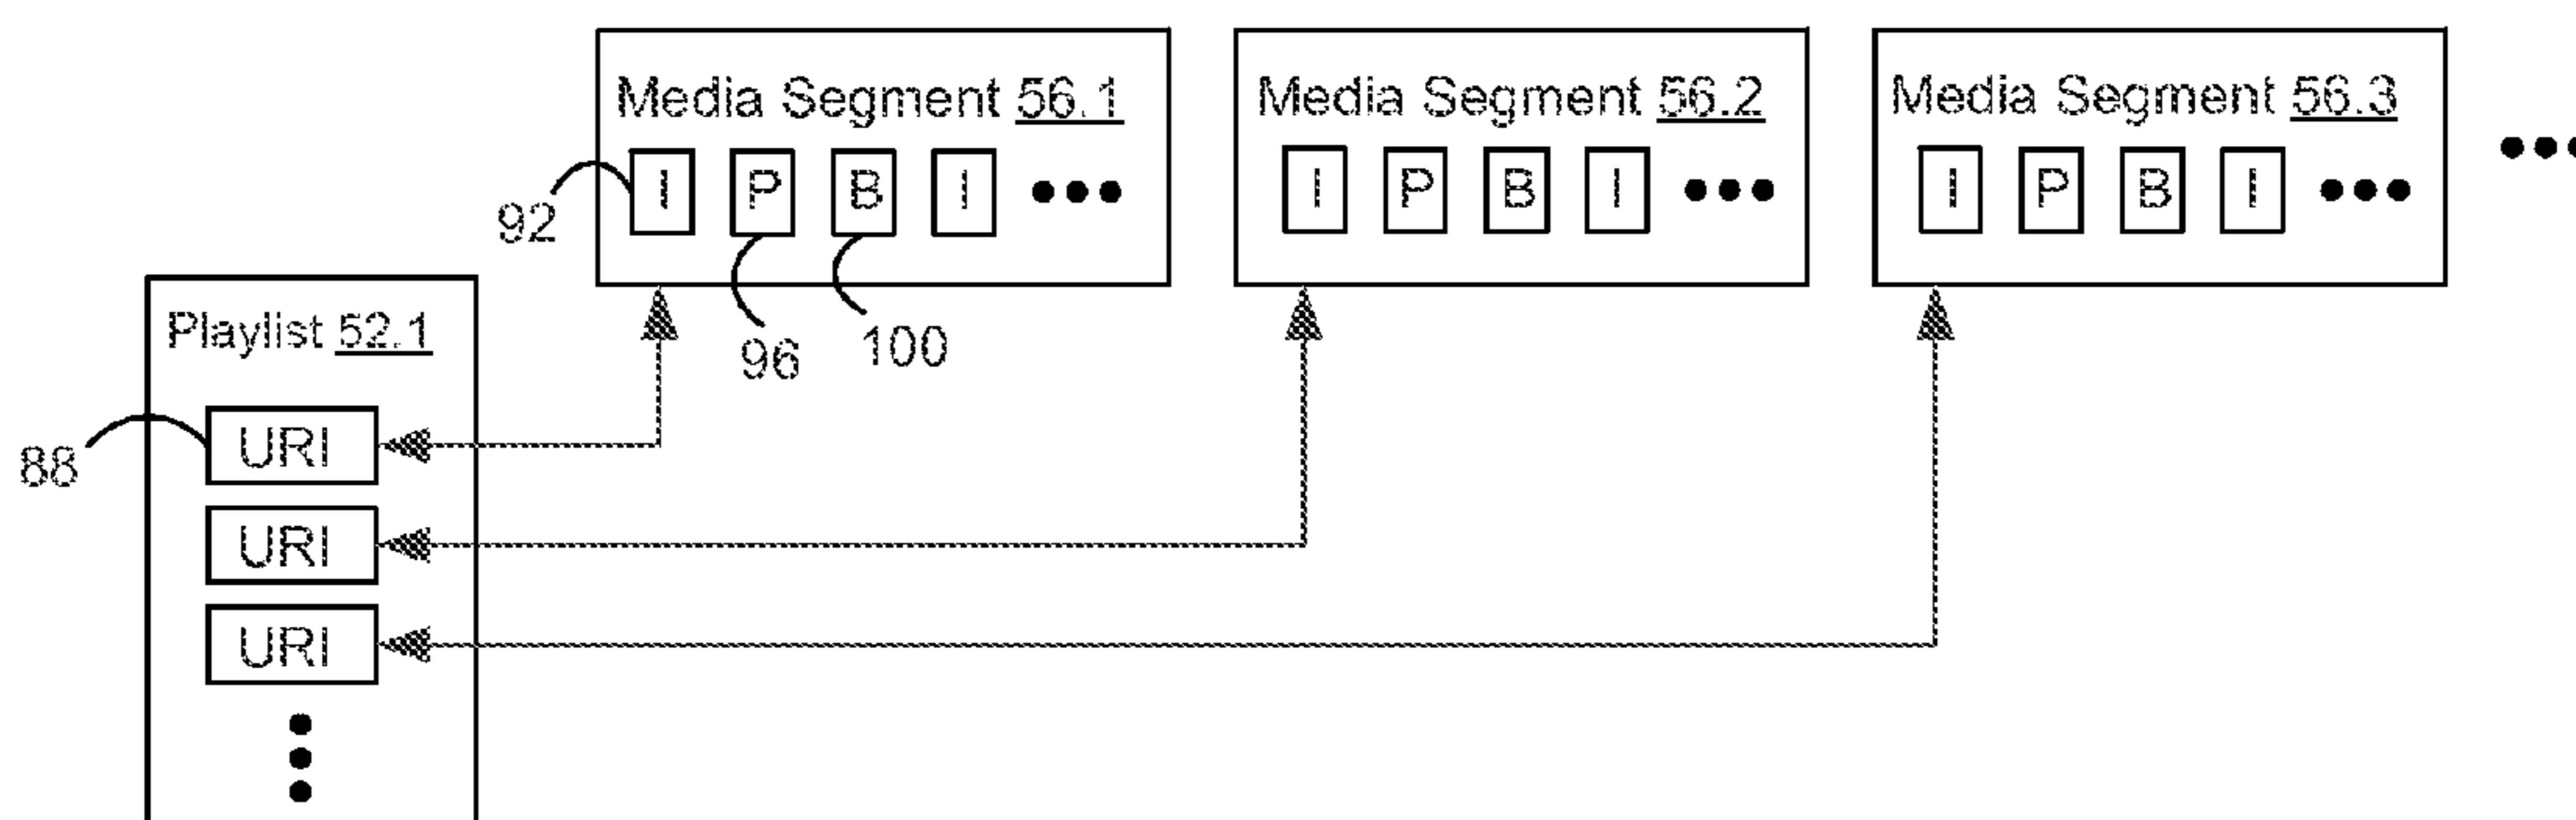 Media Segment 56.1
I P B I
Media Segment 56.2
I P B I
Media Segment 56.3
I P B I
92
96
100
Playlist 52.1
88
URI
URI
URI